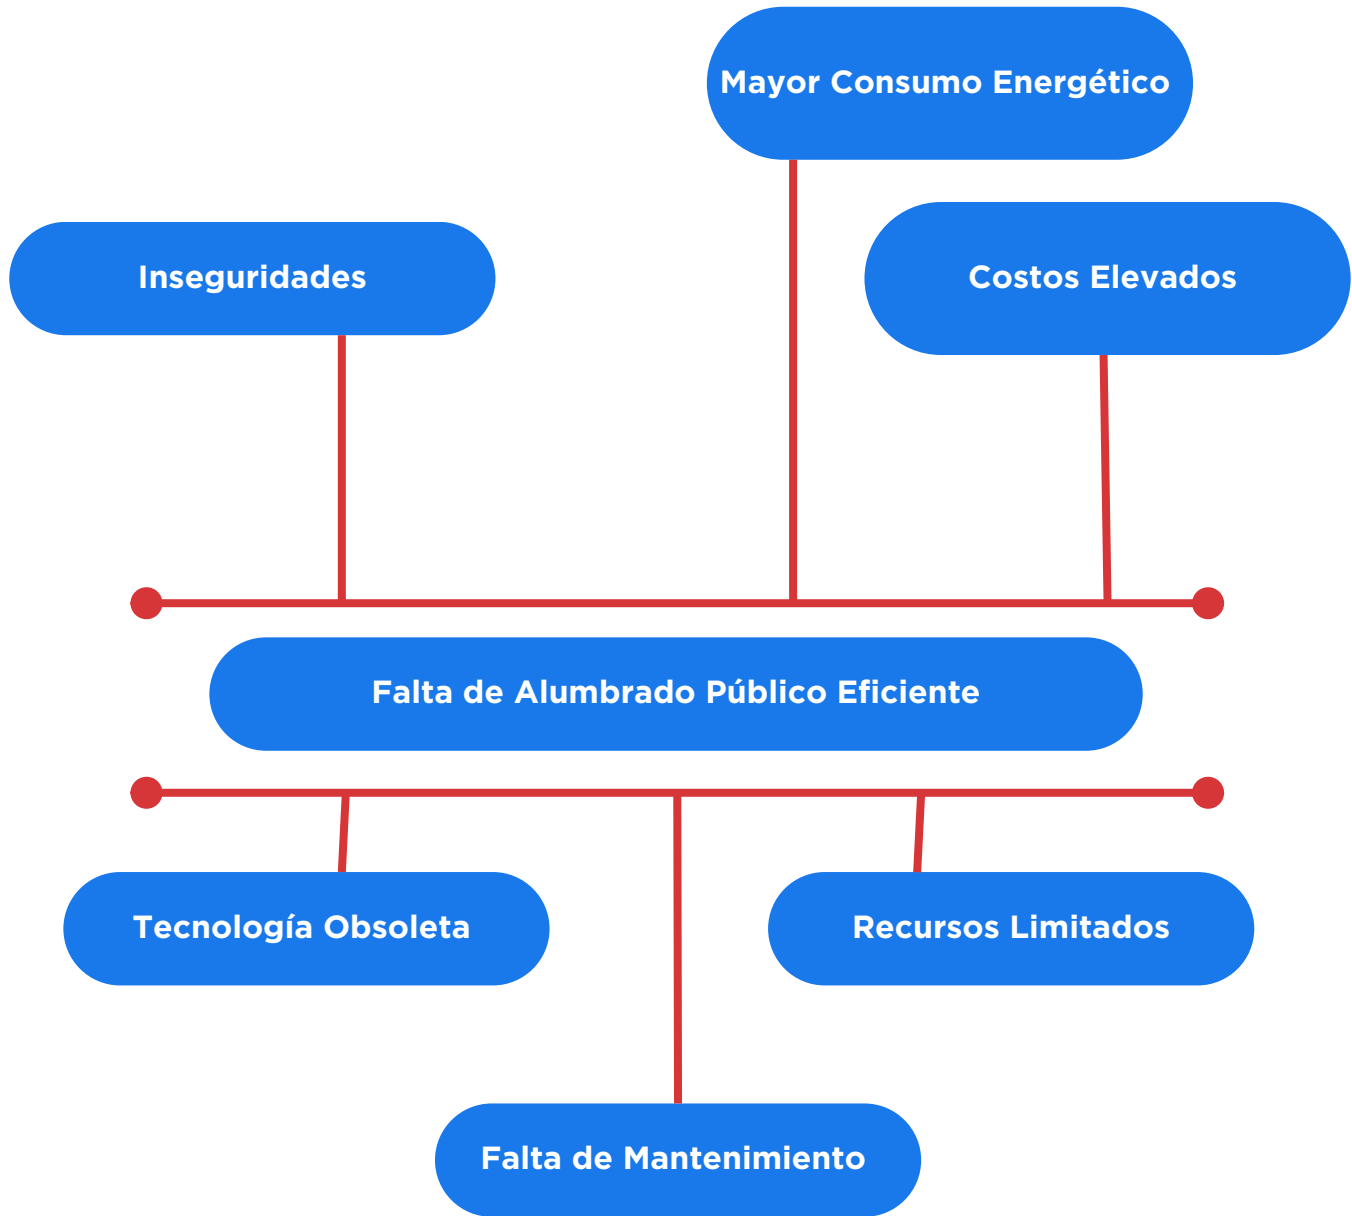 Mayor Consumo Energético
Inseguridades
Costos Elevados
Falta de Alumbrado Público Eficiente
Tecnología Obsoleta
Recursos Limitados
Falta de Mantenimiento